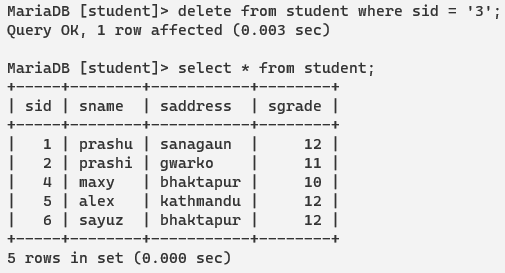 MariaDB [student]> delete from student where sid = '3';
Query OK, 1 row affected (0.003 sec)

MariaDB [student]> select * from student;
+-----+--------+-----------+--------+
| sid | sname  | saddress  | sgrade |
+-----+--------+-----------+--------+
|   1 | prashu | sanagaun  |     12 |
|   2 | prashi | gwarko    |     11 |
|   4 | maxy   | bhaktapur |     10 |
|   5 | alex   | kathmandu |     12 |
|   6 | sayuz  | bhaktapur |     12 |
+-----+--------+-----------+--------+
5 rows in set (0.000 sec)